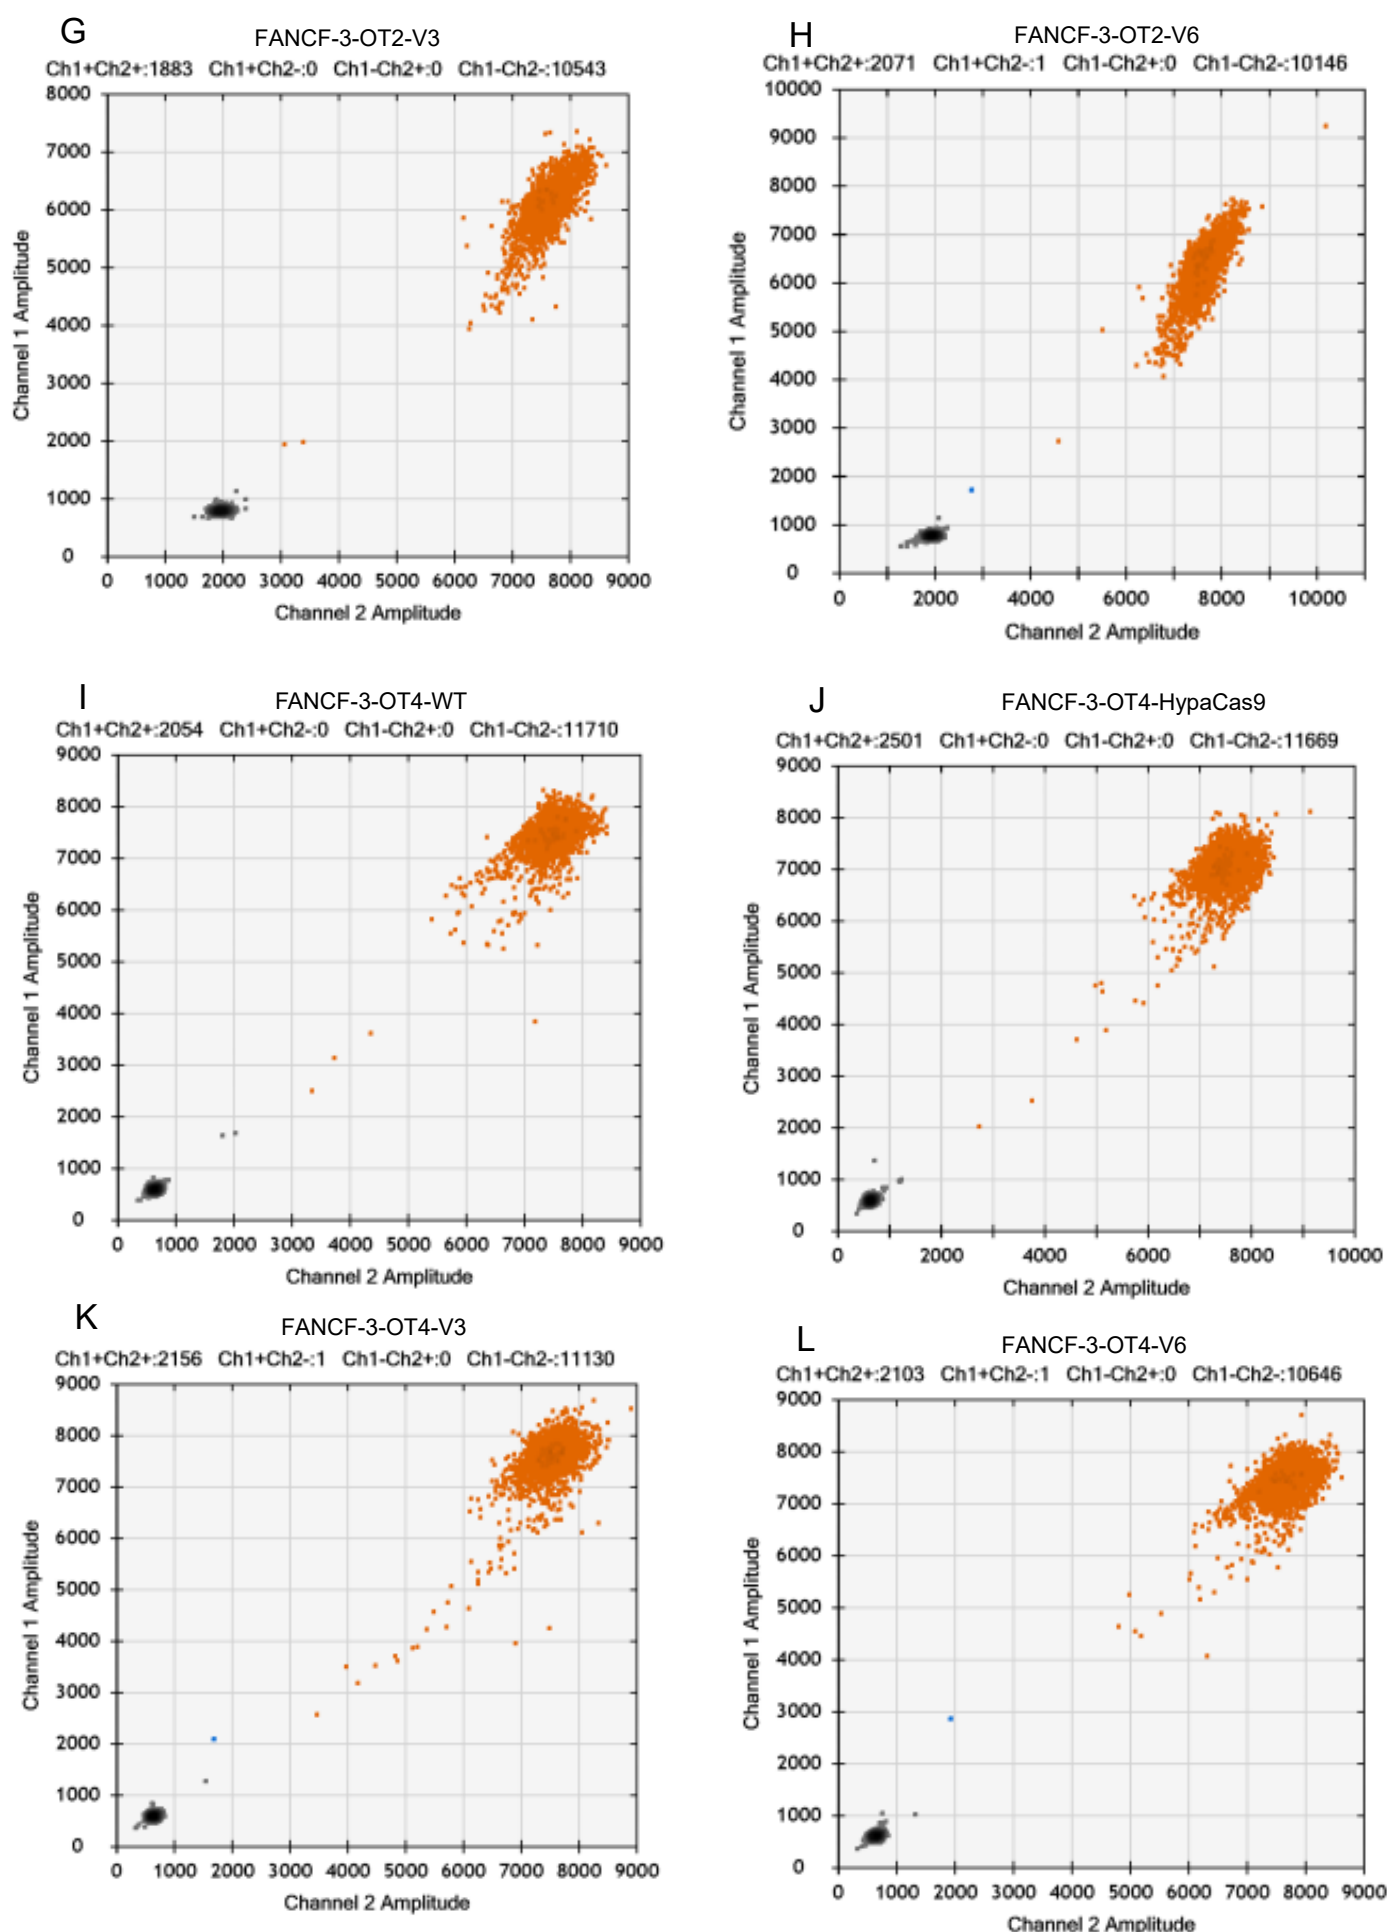 G
FANCF-3-OT2-V3
Ch1+Ch2+:1883 Ch1+Ch2-:0 Ch1-Ch2+:0 Ch1-Ch2-:10543
8000
7000
6000
5000
4000
3000
2000
1000
0
Channel 1 Amplitude
0 1000 2000 3000 4000 5000 6000 7000 8000 9000
Channel 2 Amplitude
H
FANCF-3-OT2-V6
Ch1+Ch2+:2071 Ch1+Ch2-:1 Ch1-Ch2+:0 Ch1-Ch2-:10146
10000
9000
8000
7000
6000
5000
4000
3000
2000
1000
0
Channel 1 Amplitude
0 2000 4000 6000 8000 10000
Channel 2 Amplitude
I
FANCF-3-OT4-WT
Ch1+Ch2+:2054 Ch1+Ch2-:0 Ch1-Ch2+:0 Ch1-Ch2-:11710
9000
8000
7000
6000
5000
4000
3000
2000
1000
0
Channel 1 Amplitude
0 1000 2000 3000 4000 5000 6000 7000 8000 9000
Channel 2 Amplitude
J
FANCF-3-OT4-HypaCas9
Ch1+Ch2+:2501 Ch1+Ch2-:0 Ch1-Ch2+:0 Ch1-Ch2-:11669
9000
8000
7000
6000
5000
4000
3000
2000
1000
0
Channel 1 Amplitude
0 2000 4000 6000 8000 10000
Channel 2 Amplitude
K
FANCF-3-OT4-V3
Ch1+Ch2+:2156 Ch1+Ch2-:1 Ch1-Ch2+:0 Ch1-Ch2-:11130
9000
8000
7000
6000
5000
4000
3000
2000
1000
0
Channel 1 Amplitude
0 1000 2000 3000 4000 5000 6000 7000 8000 9000
Channel 2 Amplitude
L
FANCF-3-OT4-V6
Ch1+Ch2+:2103 Ch1+Ch2-:1 Ch1-Ch2+:0 Ch1-Ch2-:10646
9000
8000
7000
6000
5000
4000
3000
2000
1000
0
Channel 1 Amplitude
0 1000 2000 3000 4000 5000 6000 7000 8000 9000
Channel 2 Amplitude